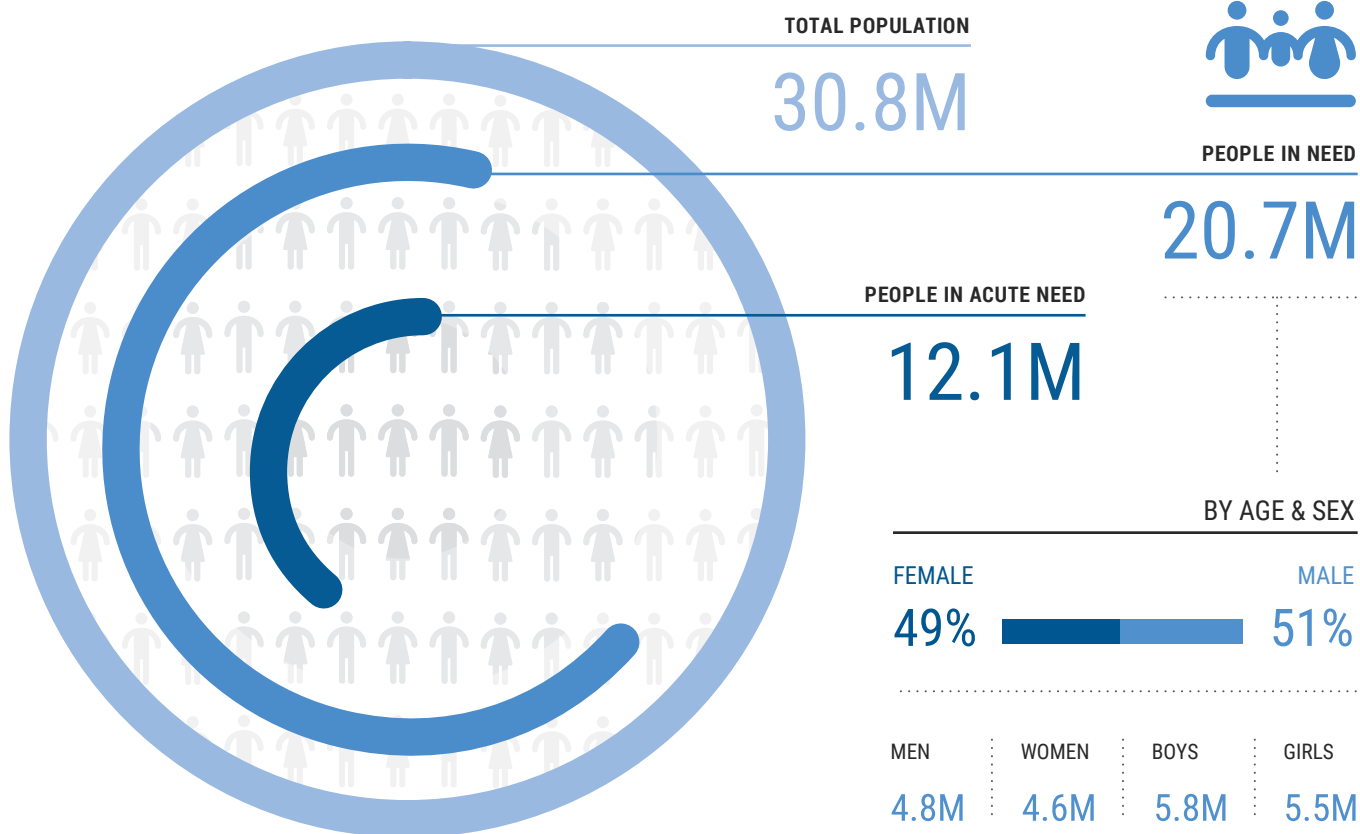 TOTAL POPULATION
30.8M
PEOPLE IN NEED
20.7M
PEOPLE IN ACUTE NEED
12.1M
BY AGE & SEX
FEMALE
MALE
49%
51%
MEN
WOMEN
BOYS
GIRLS
4.8M
4.6M
5.8M
5.5M